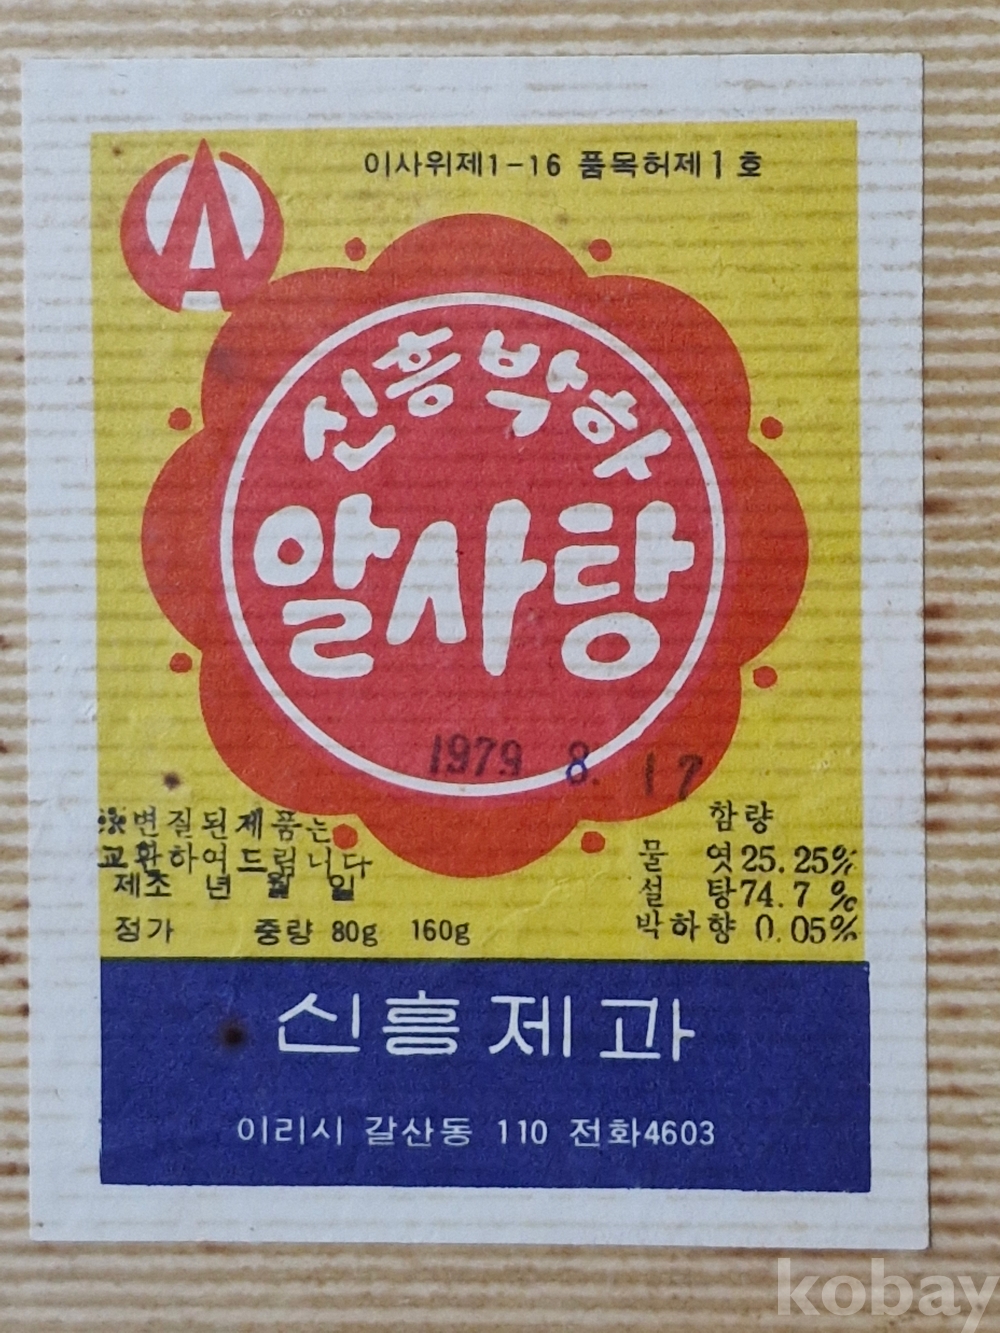 이사위제1-16 품목허제1호
신흥박하
알사탕
1979. 8. 17
※변질된제품는
교환하여드립니다
제조 년 월 일
정가 중량 80g 160g
함량
물엿25.25%
설탕74.7%
박하향0.05%
신흥제과
이리시 갈산동 110 전화4603
kobay